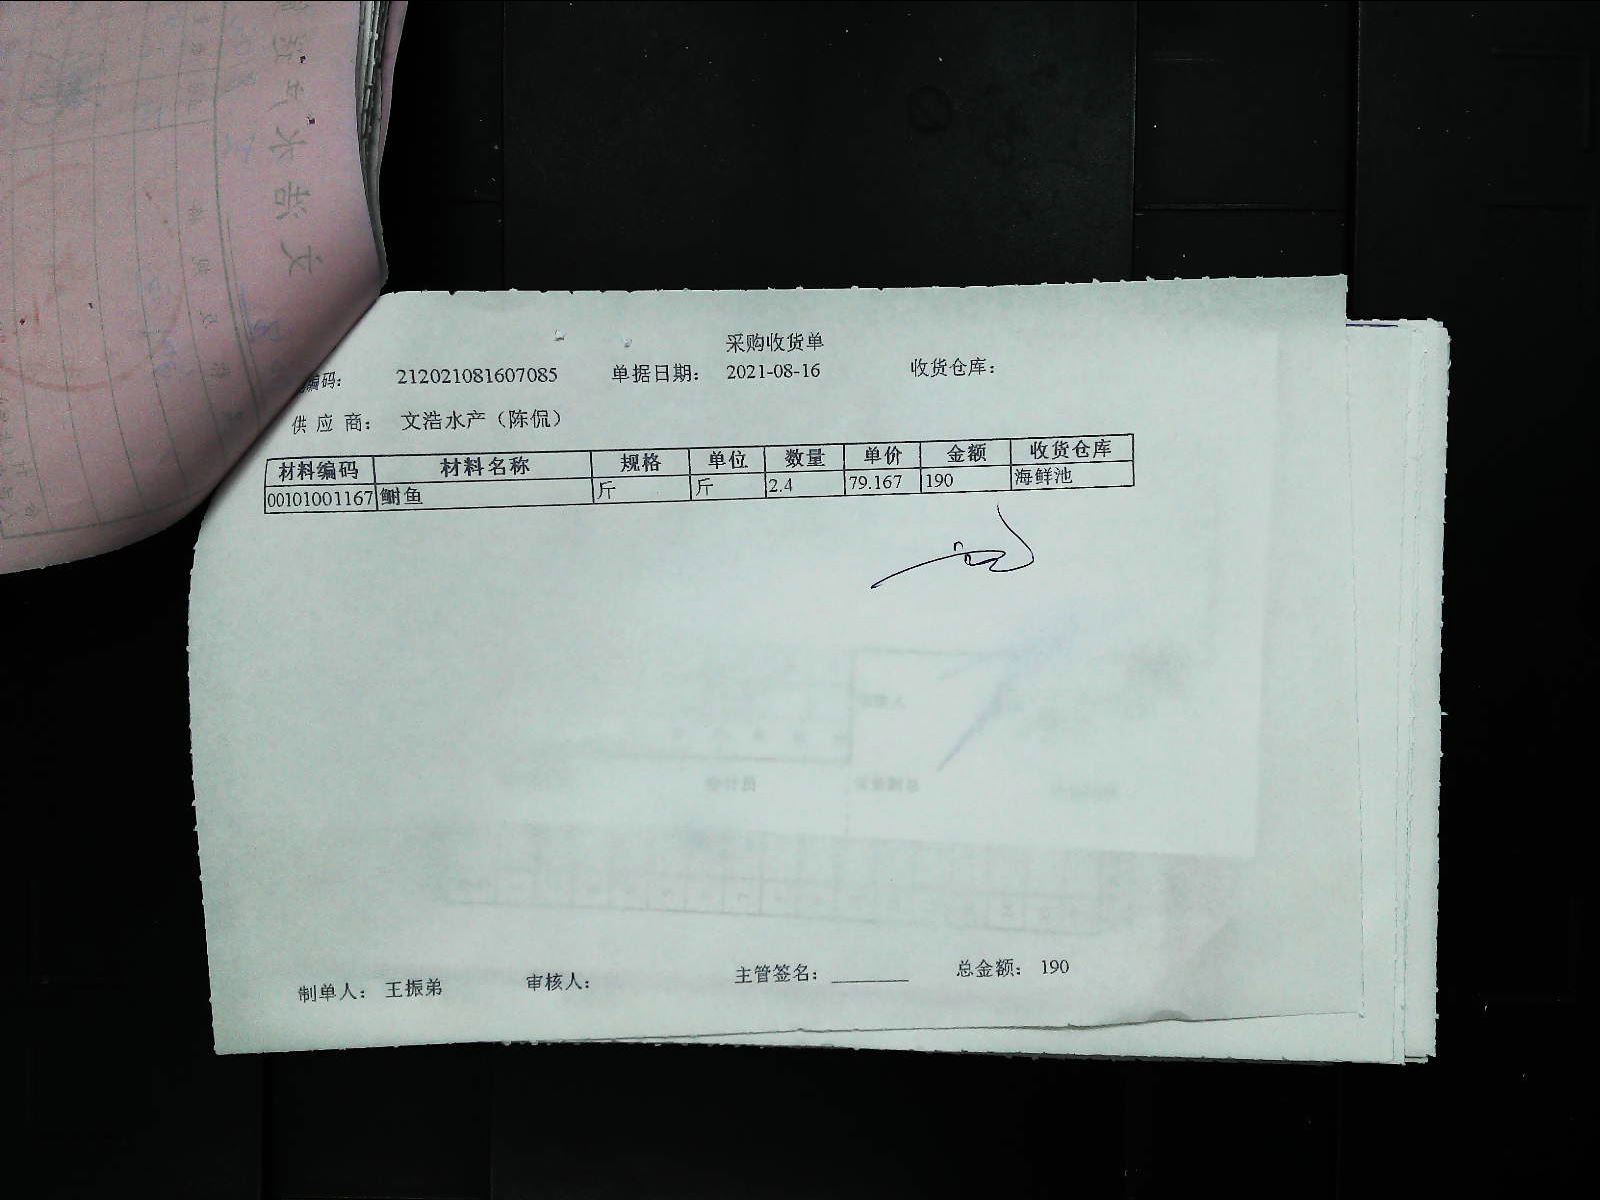 采购收货单
编码： 212021081607085 单据日期： 2021-08-16 收货仓库：
供 应 商： 文浩水产（陈侃）
材料编码 材料名称 规格 单位 数量 单价 金额 收货仓库
00101001167 鲥鱼 斤 斤 2.4 79.167 190 海鲜池
制单人： 王振弟 审核人： 主管签名： ________ 总金额： 190